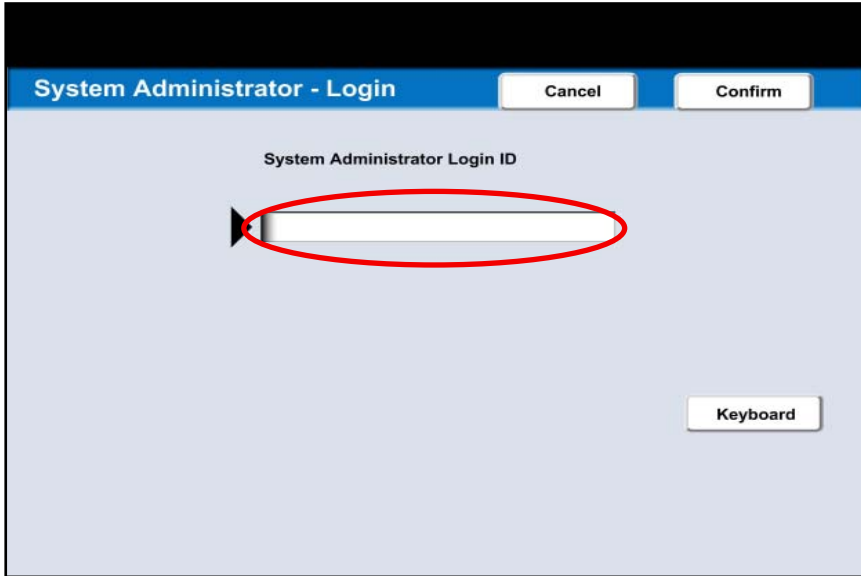 System Administrator - Login
Cancel
Confirm
System Administrator Login ID
Keyboard